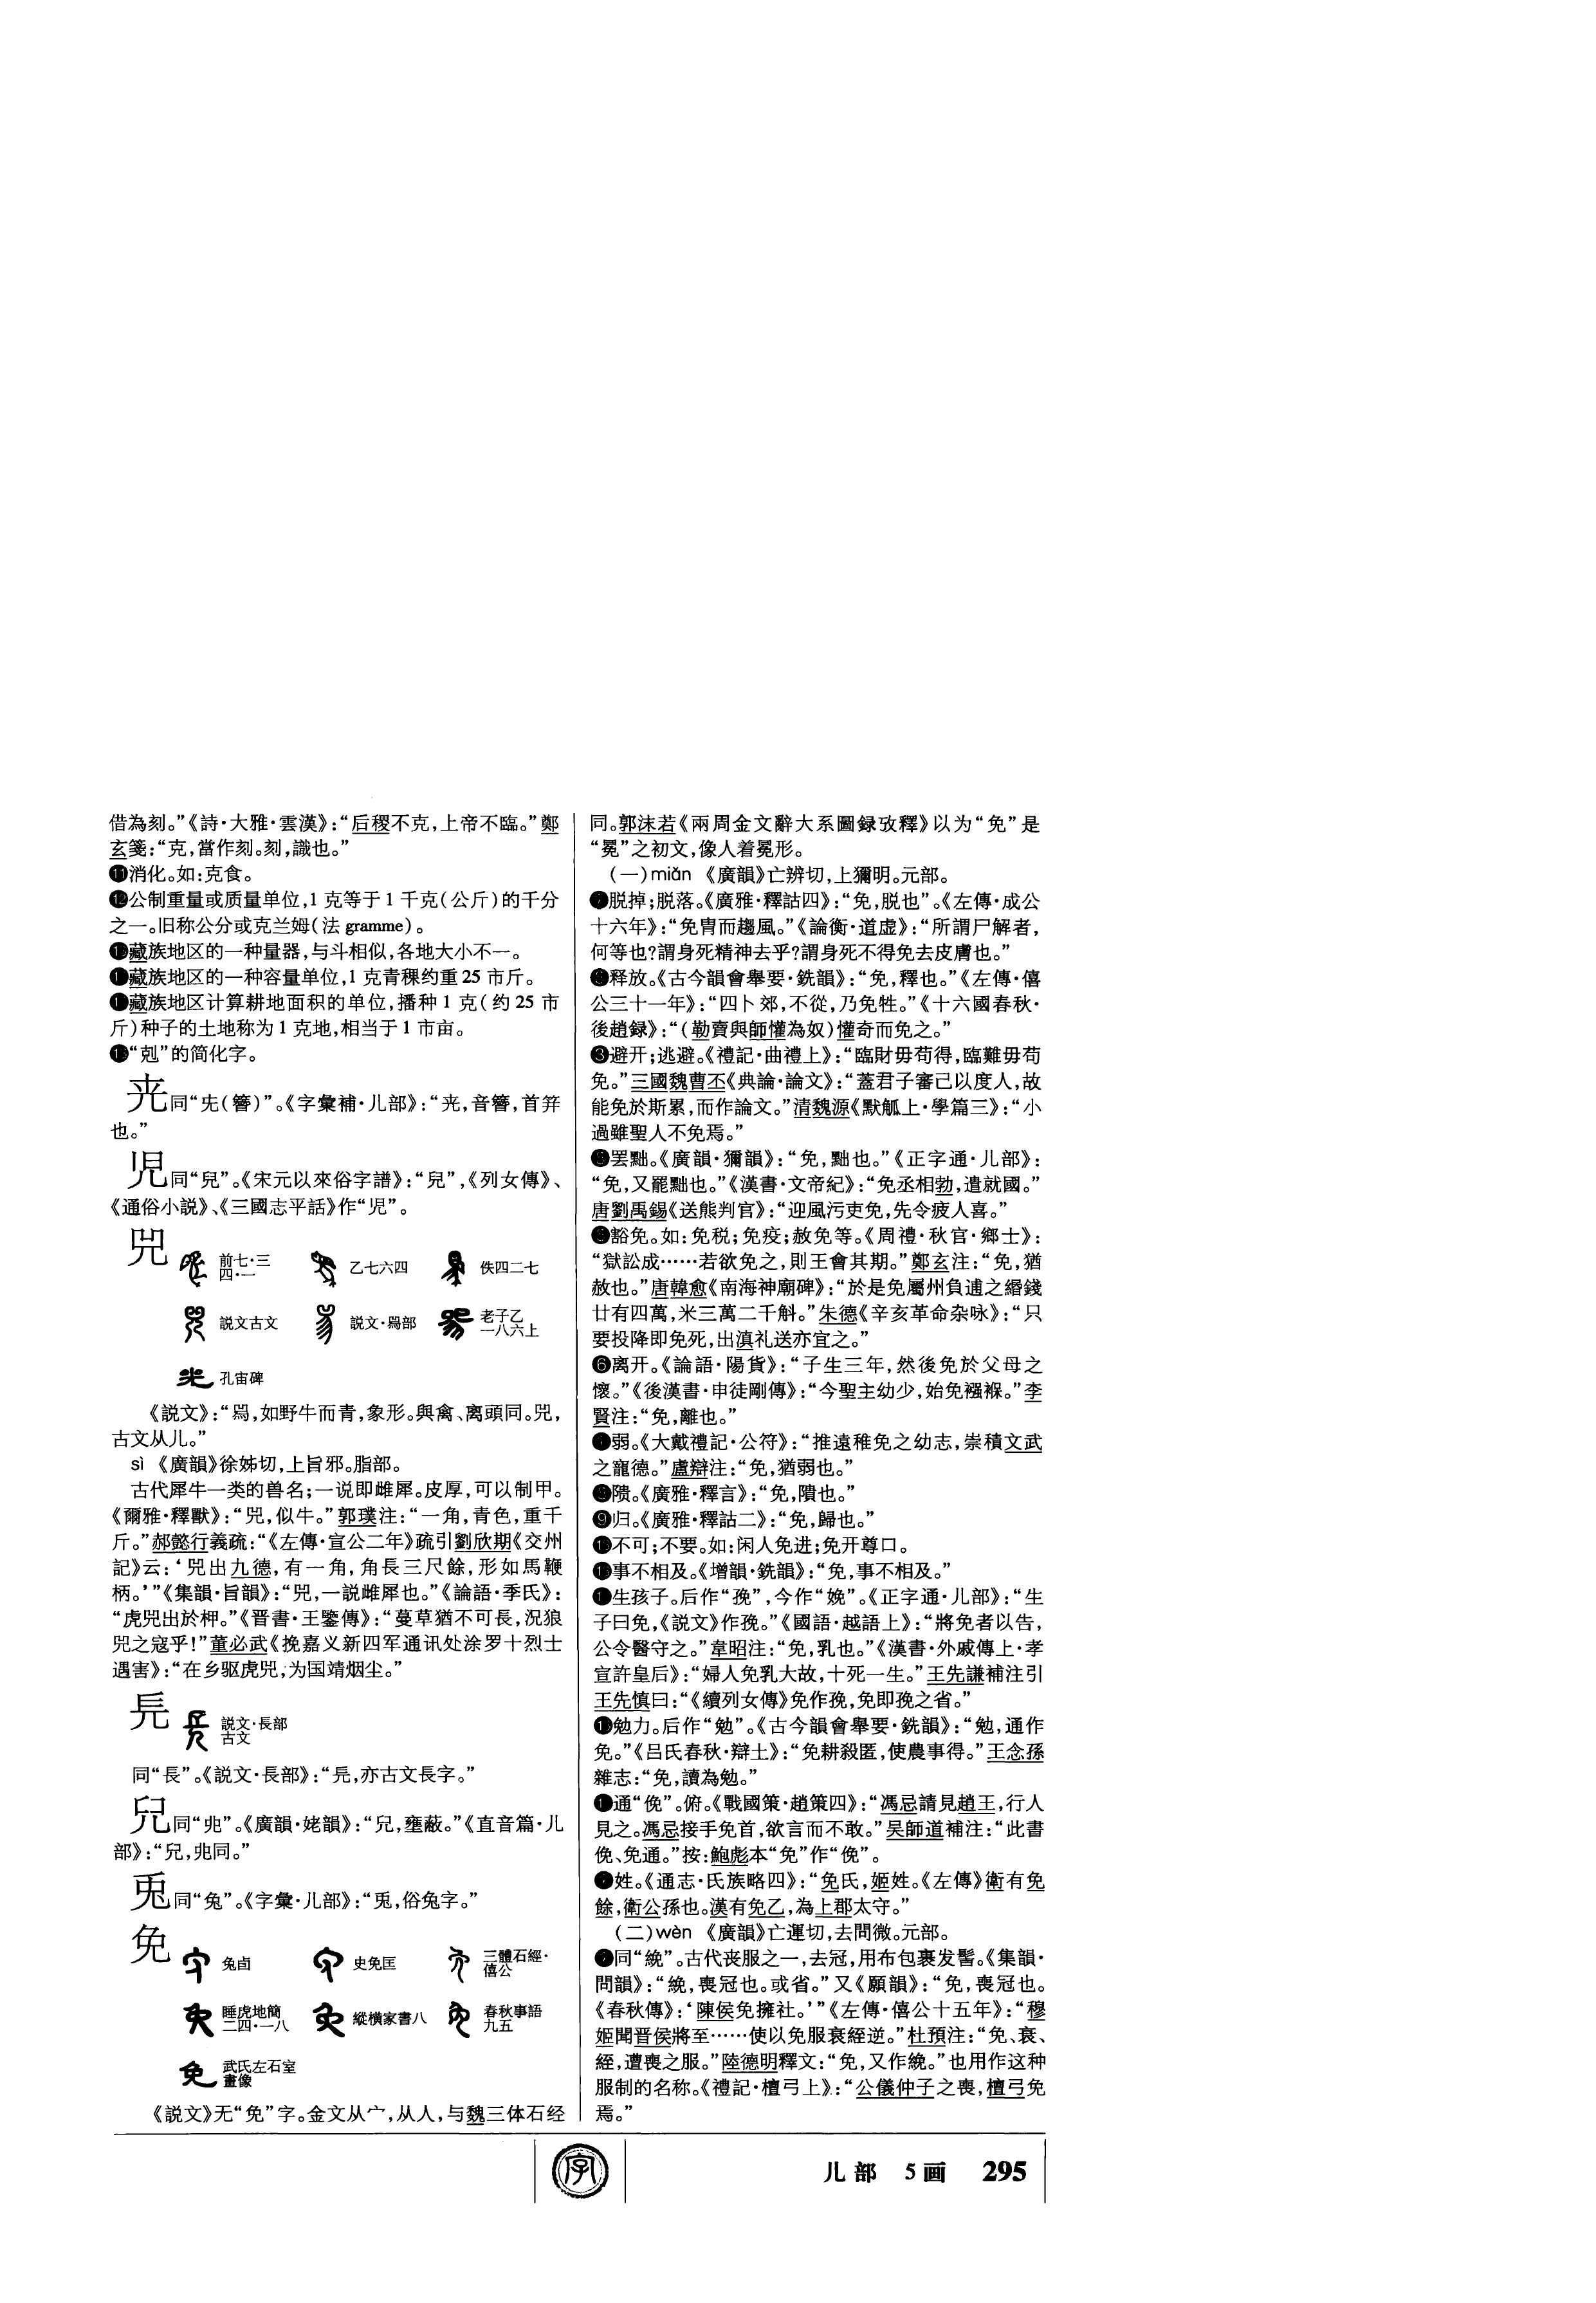 借為刻。”《詩·大雅·雲漢》：“后稷不克，上帝不臨。”鄭
玄箋：“克，當作刻。刻，識也。”
⓫消化。如：克食。
⓬公制重量或质量单位，1 克等于 1 千克（公斤）的千分
之一。旧称公分或克兰姆（法 gramme）。
藏族地区的一种量器，与斗相似，各地大小不一。
藏族地区的一种容量单位，1 克青稞约重 25 市斤。
藏族地区计算耕地面积的单位，播种 1 克（约 25 市
斤）种子的土地称为 1 克地，相当于 1 市亩。
“剋”的简化字。
同“兂（簪）”。《字彙補·儿部》：“，音簪，首笄
也。”
児同“兒”。《宋元以來俗字譜》：“兒”，《列女傳》、
《通俗小説》、《三國志平話》作“児”。
兕
前七·三四·一 乙七六四 佚四二七
説文古文 説文·𤉡部 老子乙一八六上
孔宙碑
《説文》：“𤉡，如野牛而青，象形。與禽、离頭同。兕，
古文从儿。”
sì 《廣韻》徐姊切，上旨邪。脂部。
古代犀牛一类的兽名；一说即雌犀。皮厚，可以制甲。
《爾雅·釋獸》：“兕，似牛。”郭璞注：“一角，青色，重千
斤。”郝懿行義疏：“《左傳·宣公二年》疏引劉欣期《交州
記》云：‘兕出九德，有一角，角長三尺餘，形如馬鞭
柄。’”《集韻·旨韻》：“兕，一説雌犀也。”《論語·季氏》：
“虎兕出於柙。”《晋書·王鑒傳》：“蔓草猶不可長，況狼
兕之寇乎！”董必武《挽嘉义新四军通讯处涂罗十烈士
遇害》：“在乡驱虎兕，为国靖烟尘。”
镸 説文·長部古文
同“長”。《説文·長部》：“，亦古文長字。”
同“兆”。《廣韻·姥韻》：“，壅蔽。”《直音篇·儿
部》：“，同。”
兎同“兔”。《字彙·儿部》：“兎，俗兔字。”
免
免卣 史免匡 三體石經·僖公
睡虎地簡二四·一八 縱横家書八 春秋事語九五
武氏左石室畫像
《説文》无“免”字。金文从宀，从人，与魏三体石经
同。郭沫若《兩周金文辭大系圖録攷釋》以为“免”是
“冕”之初文，像人着冕形。
（一）miǎn 《廣韻》亡辨切，上獮明。元部。
脱掉；脱落。《廣雅·釋詁四》：“免，脱也”。《左傳·成公
十六年》：“免胄而趨風。”《論衡·道虚》：“所謂尸解者，
何等也？謂身死精神去乎？謂身死不得免去皮膚也。”
释放。《古今韻會舉要·銑韻》：“免，釋也。”《左傳·僖
公三十一年》：“四卜郊，不從，乃免牲。”《十六國春秋·
後趙録》：“（勒賣與師懽為奴）懽奇而免之。”
❸避开；逃避。《禮記·曲禮上》：“臨財毋苟得，臨難毋苟
免。”三國魏曹丕《典論·論文》：“蓋君子審己以度人，故
能免於斯累，而作論文。”清魏源《默觚上·學篇三》：“小
過雖聖人不免焉。”
罢黜。《廣韻·獮韻》：“免，黜也。”《正字通·儿部》：
“免，又罷黜也。”《漢書·文帝紀》：“免丞相勃，遣就國。”
唐劉禹錫《送熊判官》：“迎風污吏免，先令疲人喜。”
豁免。如：免税；免疫；赦免等。《周禮·秋官·鄉士》：
“獄訟成……若欲免之，則王會其期。”鄭玄注：“免，猶
赦也。”唐韓愈《南海神廟碑》：“於是免屬州負逋之緡錢
廿有四萬，米三萬二千斛。”朱德《辛亥革命杂咏》：“只
要投降即免死，出滇礼送亦宜之。”
❻离开。《論語·陽貨》：“子生三年，然後免於父母之
懷。”《後漢書·申徒剛傳》：“今聖主幼少，始免襁褓。”李
賢注：“免，離也。”
弱。《大戴禮記·公符》：“推遠稚免之幼志，崇積文武
之寵德。”盧辯注：“免，猶弱也。”
隤。《廣雅·釋言》：“免，隤也。”
❾归。《廣雅·釋詁二》：“免，歸也。”
不可；不要。如：闲人免进；免开尊口。
事不相及。《增韻·銑韻》：“免，事不相及。”
生孩子。后作“㝃”，今作“娩”。《正字通·儿部》：“生
子曰免，《説文》作㝃。”《國語·越語上》：“將免者以告，
公令醫守之。”韋昭注：“免，乳也。”《漢書·外戚傳上·孝
宣許皇后》：“婦人免乳大故，十死一生。”王先謙補注引
王先慎曰：“《續列女傳》免作㝃，免即㝃之省。”
勉力。后作“勉”。《古今韻會舉要·銑韻》：“勉，通作
免。”《吕氏春秋·辯土》：“免耕殺匿，使農事得。”王念孫
雜志：“免，讀為勉。”
通“俛”。俯。《戰國策·趙策四》：“馮忌請見趙王，行人
見之。馮忌接手免首，欲言而不敢。”吴師道補注：“此書
俛、免通。”按：鮑彪本“免”作“俛”。
姓。《通志·氏族略四》：“免氏，姬姓。《左傳》衛有免
餘，衛公孫也。漢有免乙，為上郡太守。”
（二）wèn 《廣韻》亡運切，去問微。元部。
同“絻”。古代丧服之一，去冠，用布包裹发髻。《集韻·
問韻》：“絻，喪冠也。或省。”又《願韻》：“免，喪冠也。
《春秋傳》：‘陳侯免擁社。’”《左傳·僖公十五年》：“穆
姬聞晋侯將至……使以免服衰絰逆。”杜預注：“免、衰、
絰，遭喪之服。”陸德明釋文：“免，又作絻。”也用作这种
服制的名称。《禮記·檀弓上》：“公儀仲子之喪，檀弓免
焉。”
字
儿部 5画 295